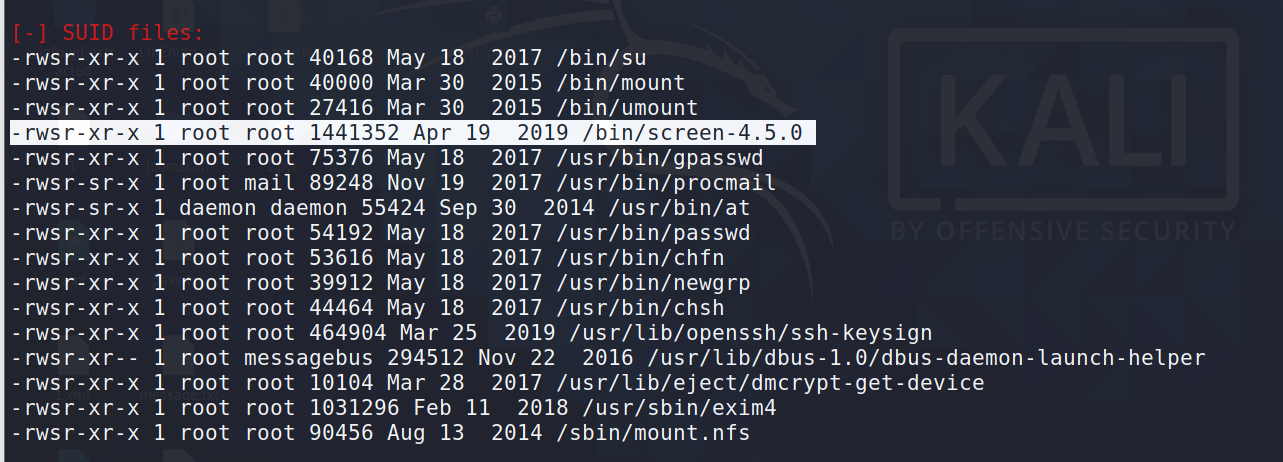 [-] SUID files:
-rwsr-xr-x 1 root root 40168 May 18  2017 /bin/su
-rwsr-xr-x 1 root root 40000 Mar 30  2015 /bin/mount
-rwsr-xr-x 1 root root 27416 Mar 30  2015 /bin/umount
-rwsr-xr-x 1 root root 1441352 Apr 19  2019 /bin/screen-4.5.0
-rwsr-xr-x 1 root root 75376 May 18  2017 /usr/bin/gpasswd
-rwsr-sr-x 1 root mail 89248 Nov 19  2017 /usr/bin/procmail
-rwsr-sr-x 1 daemon daemon 55424 Sep 30  2014 /usr/bin/at
-rwsr-xr-x 1 root root 54192 May 18  2017 /usr/bin/passwd
-rwsr-xr-x 1 root root 53616 May 18  2017 /usr/bin/chfn
-rwsr-xr-x 1 root root 39912 May 18  2017 /usr/bin/newgrp
-rwsr-xr-x 1 root root 44464 May 18  2017 /usr/bin/chsh
-rwsr-xr-x 1 root root 464904 Mar 25  2019 /usr/lib/openssh/ssh-keysign
-rwsr-xr-- 1 root messagebus 294512 Nov 22  2016 /usr/lib/dbus-1.0/dbus-daemon-launch-helper
-rwsr-xr-x 1 root root 10104 Mar 28  2017 /usr/lib/eject/dmcrypt-get-device
-rwsr-xr-x 1 root root 1031296 Feb 11  2018 /usr/sbin/exim4
-rwsr-xr-x 1 root root 90456 Aug 13  2014 /sbin/mount.nfs
KALI
BY OFFENSIVE SECURITY